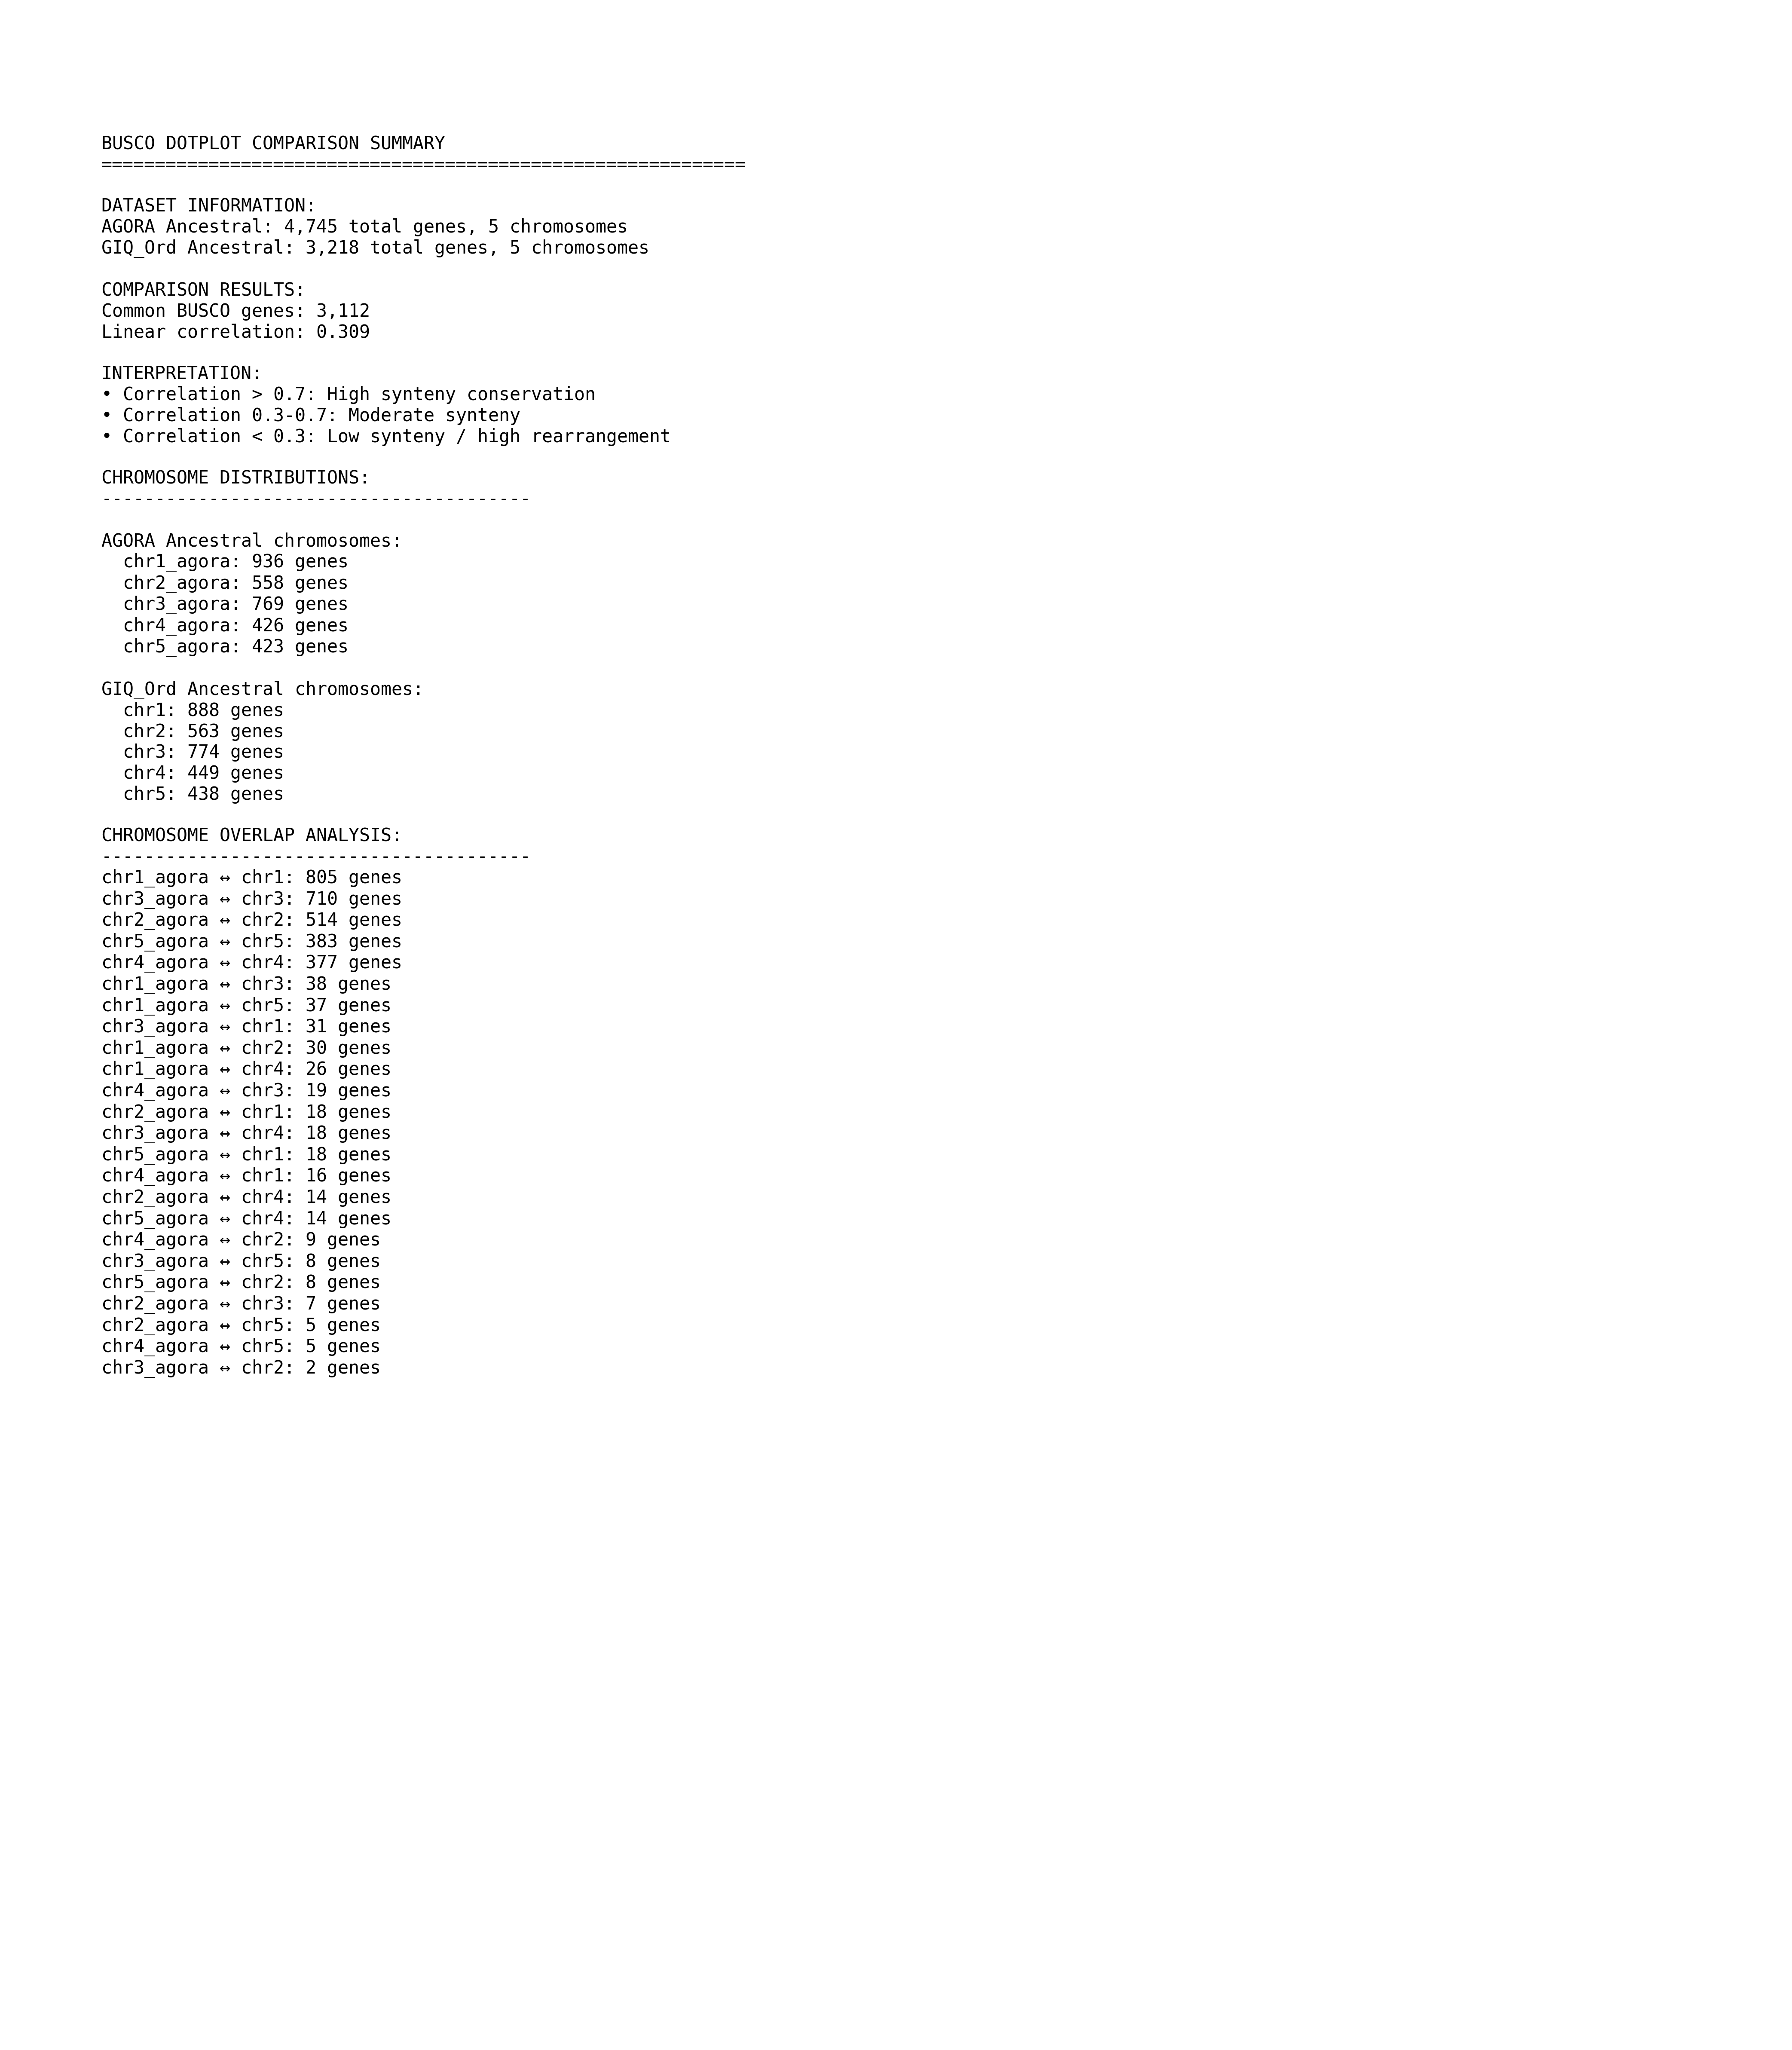 BUSCO DOTPLOT COMPARISON SUMMARY
============================================================
DATASET INFORMATION:
AGORA Ancestral: 4,745 total genes, 5 chromosomes
GIQ_Ord Ancestral: 3,218 total genes, 5 chromosomes
COMPARISON RESULTS:
Common BUSCO genes: 3,112
Linear correlation: 0.309
INTERPRETATION:
• Correlation > 0.7: High synteny conservation
• Correlation 0.3-0.7: Moderate synteny
• Correlation < 0.3: Low synteny / high rearrangement
CHROMOSOME DISTRIBUTIONS:
----------------------------------------
AGORA Ancestral chromosomes:
  chr1_agora: 936 genes
  chr2_agora: 558 genes
  chr3_agora: 769 genes
  chr4_agora: 426 genes
  chr5_agora: 423 genes
GIQ_Ord Ancestral chromosomes:
  chr1: 888 genes
  chr2: 563 genes
  chr3: 774 genes
  chr4: 449 genes
  chr5: 438 genes
CHROMOSOME OVERLAP ANALYSIS:
----------------------------------------
chr1_agora ↔ chr1: 805 genes
chr3_agora ↔ chr3: 710 genes
chr2_agora ↔ chr2: 514 genes
chr5_agora ↔ chr5: 383 genes
chr4_agora ↔ chr4: 377 genes
chr1_agora ↔ chr3: 38 genes
chr1_agora ↔ chr5: 37 genes
chr3_agora ↔ chr1: 31 genes
chr1_agora ↔ chr2: 30 genes
chr1_agora ↔ chr4: 26 genes
chr4_agora ↔ chr3: 19 genes
chr2_agora ↔ chr1: 18 genes
chr3_agora ↔ chr4: 18 genes
chr5_agora ↔ chr1: 18 genes
chr4_agora ↔ chr1: 16 genes
chr2_agora ↔ chr4: 14 genes
chr5_agora ↔ chr4: 14 genes
chr4_agora ↔ chr2: 9 genes
chr3_agora ↔ chr5: 8 genes
chr5_agora ↔ chr2: 8 genes
chr2_agora ↔ chr3: 7 genes
chr2_agora ↔ chr5: 5 genes
chr4_agora ↔ chr5: 5 genes
chr3_agora ↔ chr2: 2 genes